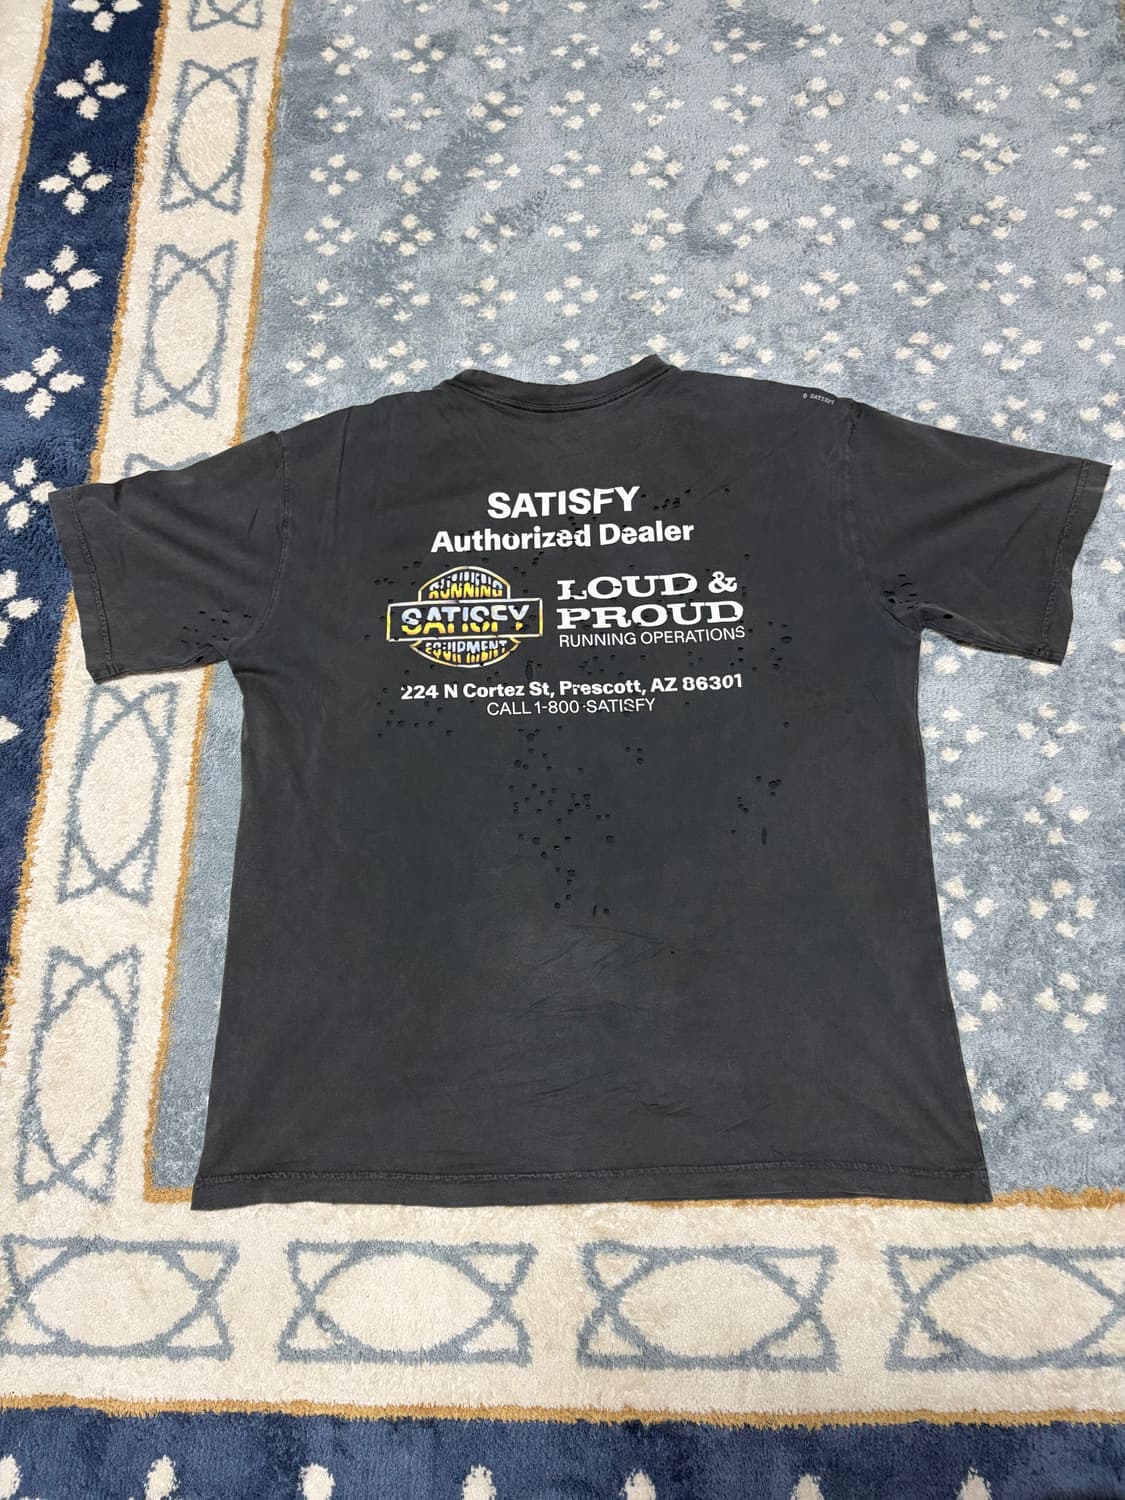 © SATISFY
SATISFY
Authorized Dealer
RUNNING
SATISFY
EQUIPMENT
LOUD &
PROUD
RUNNING OPERATIONS
224 N Cortez St, Prescott, AZ 86301
CALL 1-800-SATISFY